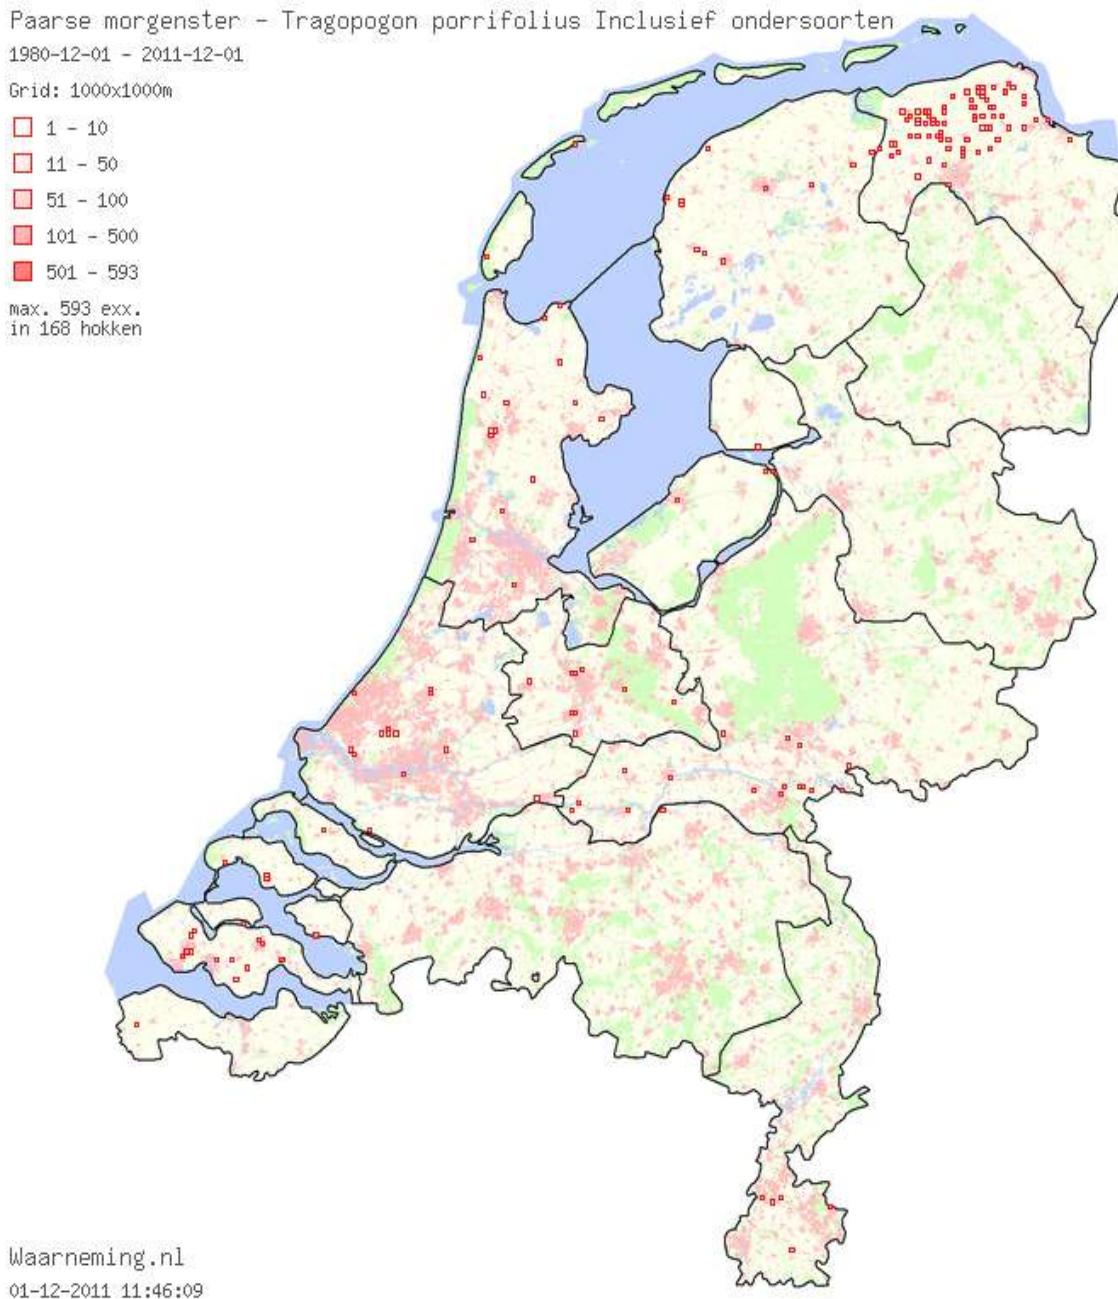 Paarse morgenster - Tragopogon porrifolius Inclusief ondersoorten
1980-12-01 - 2011-12-01
Grid: 1000x1000m
1 - 10
11 - 50
51 - 100
101 - 500
501 - 593
max. 593 exx.
in 168 hokken
Waarneming.nl
01-12-2011 11:46:09